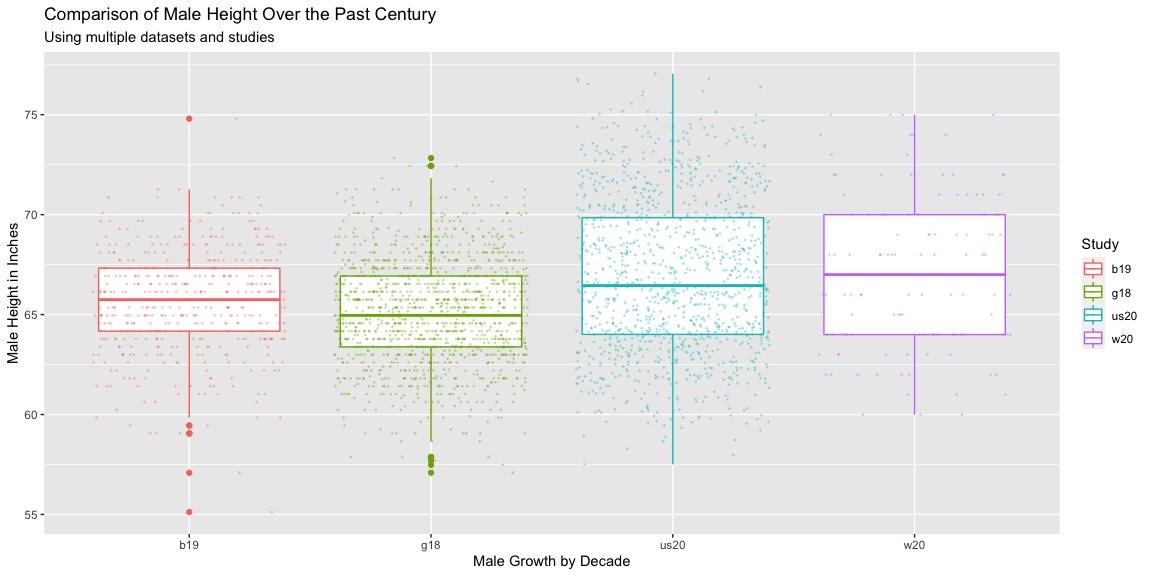 Comparison of Male Height Over the Past Century
Using multiple datasets and studies
Male Height in Inches
75
70
65
60
55
b19 g18 us20 w20
Male Growth by Decade
Study
b19
g18
us20
w20